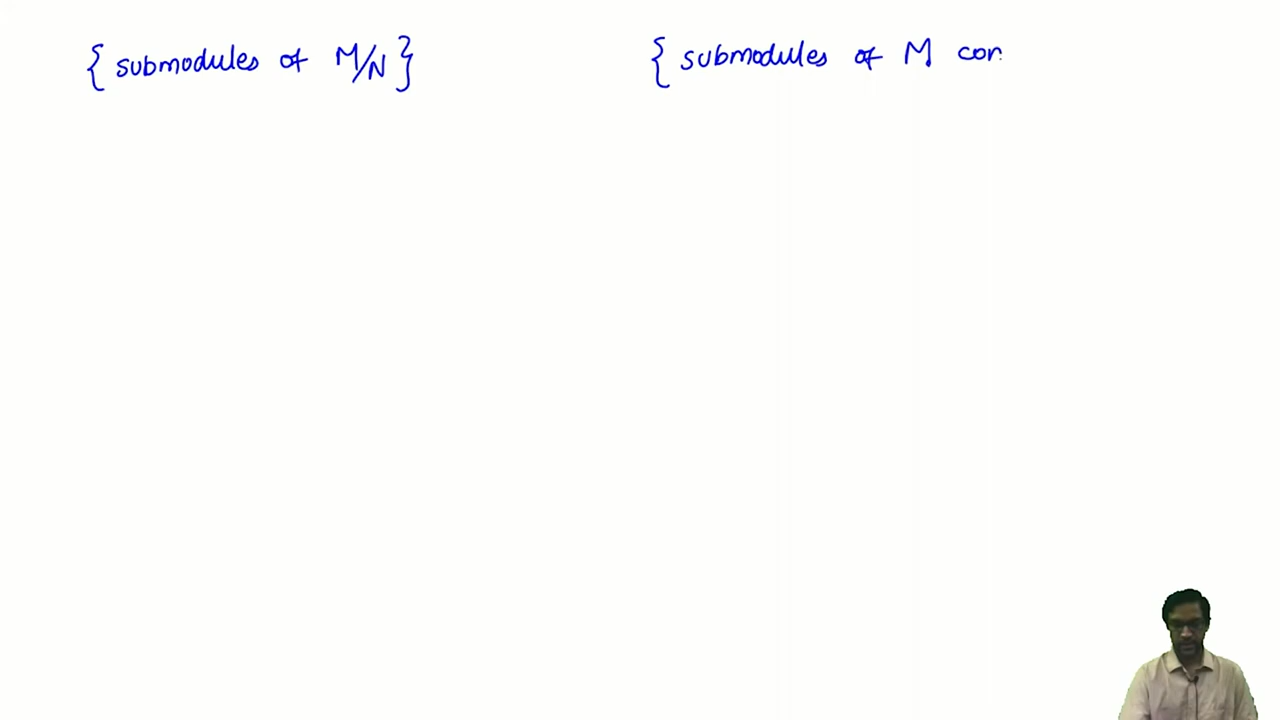 { submodules of M/N } { submodules of M con